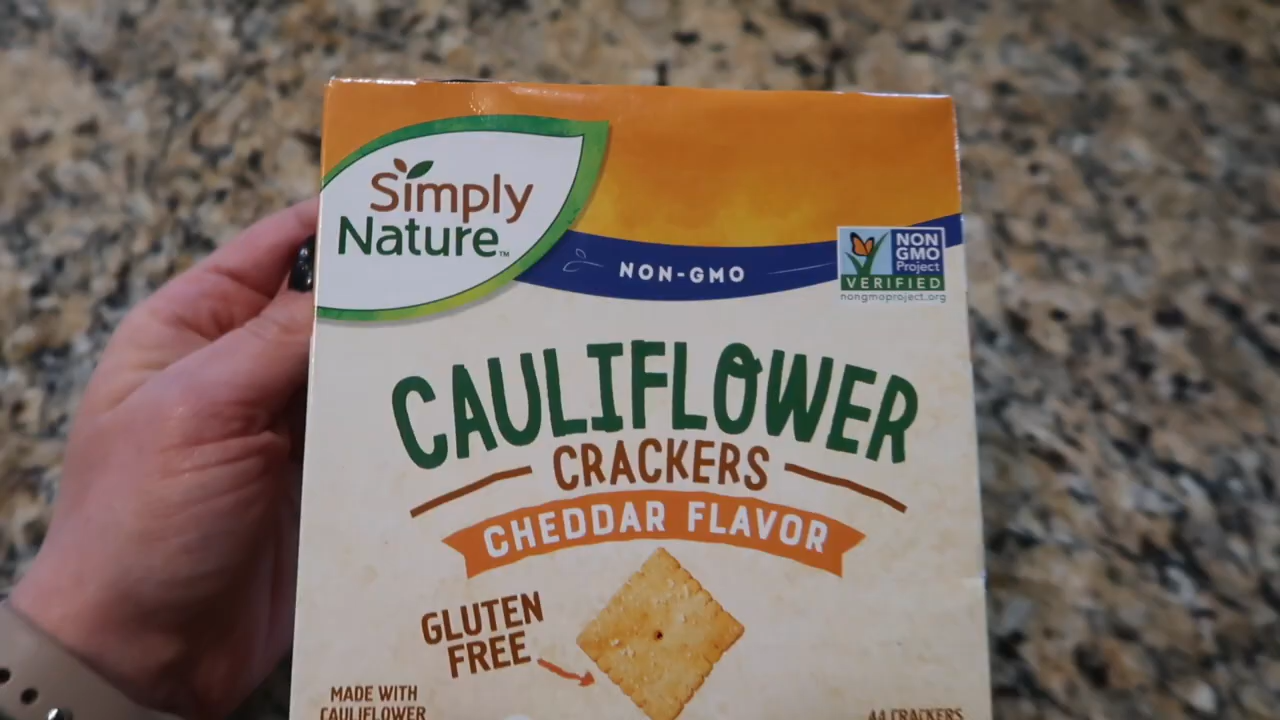 Simply
Nature™
NON-GMO
NON
GMO
Project
VERIFIED
nongmoproject.org
CAULIFLOWER
CRACKERS
CHEDDAR FLAVOR
GLUTEN
FREE
MADE WITH
CAULIFLOWER
44 CRACKERS